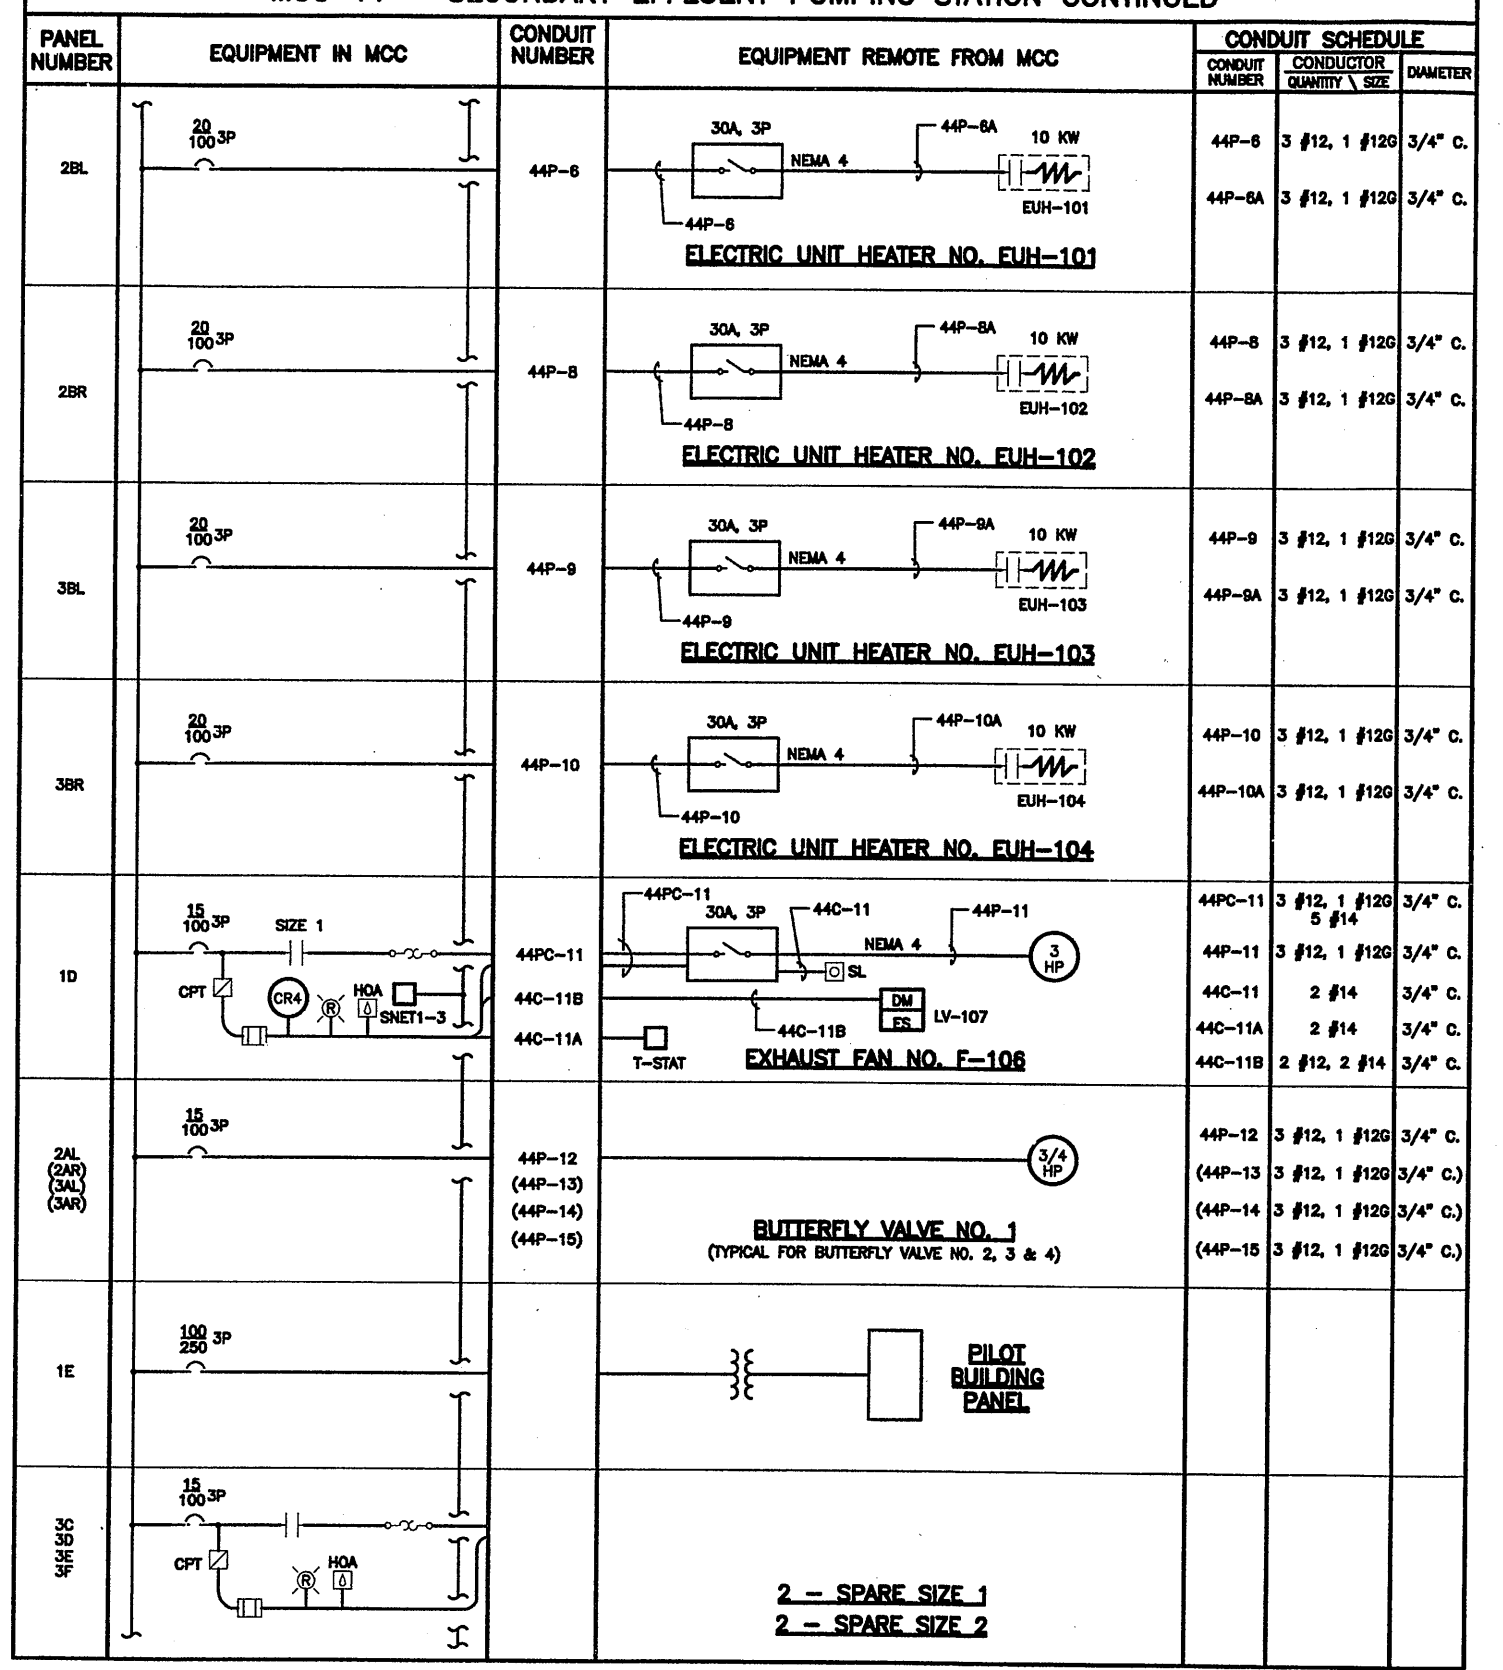 PANEL NUMBER
EQUIPMENT IN MCC
CONDUIT NUMBER
EQUIPMENT REMOTE FROM MCC
CONDUIT SCHEDULE
CONDUIT NUMBER
CONDUCTOR
QUANTITY \ SIZE
DIAMETER
2BL
20
100 3P
44P-6
30A, 3P
NEMA 4
44P-6A
10 KW
EUH-101
44P-6
ELECTRIC UNIT HEATER NO. EUH-101
44P-6 3 #12, 1 #12G 3/4" C.
44P-6A 3 #12, 1 #12G 3/4" C.
2BR
20
100 3P
44P-8
30A, 3P
NEMA 4
44P-8A
10 KW
EUH-102
44P-8
ELECTRIC UNIT HEATER NO. EUH-102
44P-8 3 #12, 1 #12G 3/4" C.
44P-8A 3 #12, 1 #12G 3/4" C.
3BL
20
100 3P
44P-9
30A, 3P
NEMA 4
44P-9A
10 KW
EUH-103
44P-9
ELECTRIC UNIT HEATER NO. EUH-103
44P-9 3 #12, 1 #12G 3/4" C.
44P-9A 3 #12, 1 #12G 3/4" C.
3BR
20
100 3P
44P-10
30A, 3P
NEMA 4
44P-10A
10 KW
EUH-104
44P-10
ELECTRIC UNIT HEATER NO. EUH-104
44P-10 3 #12, 1 #12G 3/4" C.
44P-10A 3 #12, 1 #12G 3/4" C.
1D
15
100 3P
SIZE 1
CPT
CR4
R
HOA
SNET1-3
44PC-11
44C-11B
44C-11A
44PC-11
30A, 3P
44C-11
44P-11
NEMA 4
3
HP
SL
DM
ES
LV-107
44C-11B
T-STAT
EXHAUST FAN NO. F-106
44PC-11 3 #12, 1 #12G 3/4" C.
5 #14
44P-11 3 #12, 1 #12G 3/4" C.
44C-11 2 #14 3/4" C.
44C-11A 2 #14 3/4" C.
44C-11B 2 #12, 2 #14 3/4" C.
2AL
(2AR)
(3AL)
(3AR)
15
100 3P
44P-12
(44P-13)
(44P-14)
(44P-15)
3/4
HP
BUTTERFLY VALVE NO. 1
(TYPICAL FOR BUTTERFLY VALVE NO. 2, 3 & 4)
44P-12 3 #12, 1 #12G 3/4" C.
(44P-13 3 #12, 1 #12G 3/4" C.)
(44P-14 3 #12, 1 #12G 3/4" C.)
(44P-15 3 #12, 1 #12G 3/4" C.)
1E
100
250 3P
PILOT
BUILDING
PANEL
3C
3D
3E
3F
15
100 3P
CPT
R
HOA
2 - SPARE SIZE 1
2 - SPARE SIZE 2